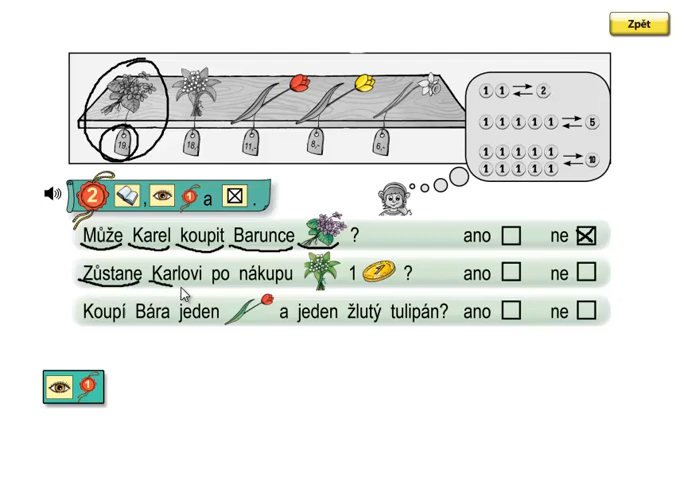 Zpět
1 1 2
1 1 1 1 1 5
1 1 1 1 1
1 1 1 1 1 10
19,- 18,- 11,- 8,- 6,-
2 , 1 a .
Může Karel koupit Barunce ? ano ne
Zůstane Karlovi po nákupu 1 1 ? ano ne
Koupí Bára jeden a jeden žlutý tulipán? ano ne
1